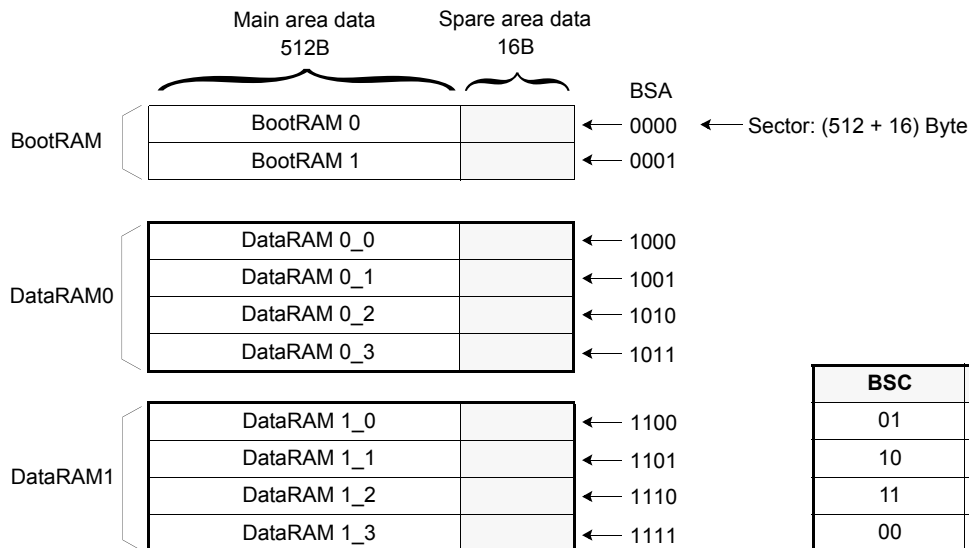 Main area data Spare area data
512B 16B
BSA
BootRAM
BootRAM 0 0000 Sector: (512 + 16) Byte
BootRAM 1 0001
DataRAM0
DataRAM 0_0 1000
DataRAM 0_1 1001
DataRAM 0_2 1010
DataRAM 0_3 1011
DataRAM1
DataRAM 1_0 1100
DataRAM 1_1 1101
DataRAM 1_2 1110
DataRAM 1_3 1111
BSC
01
10
11
00